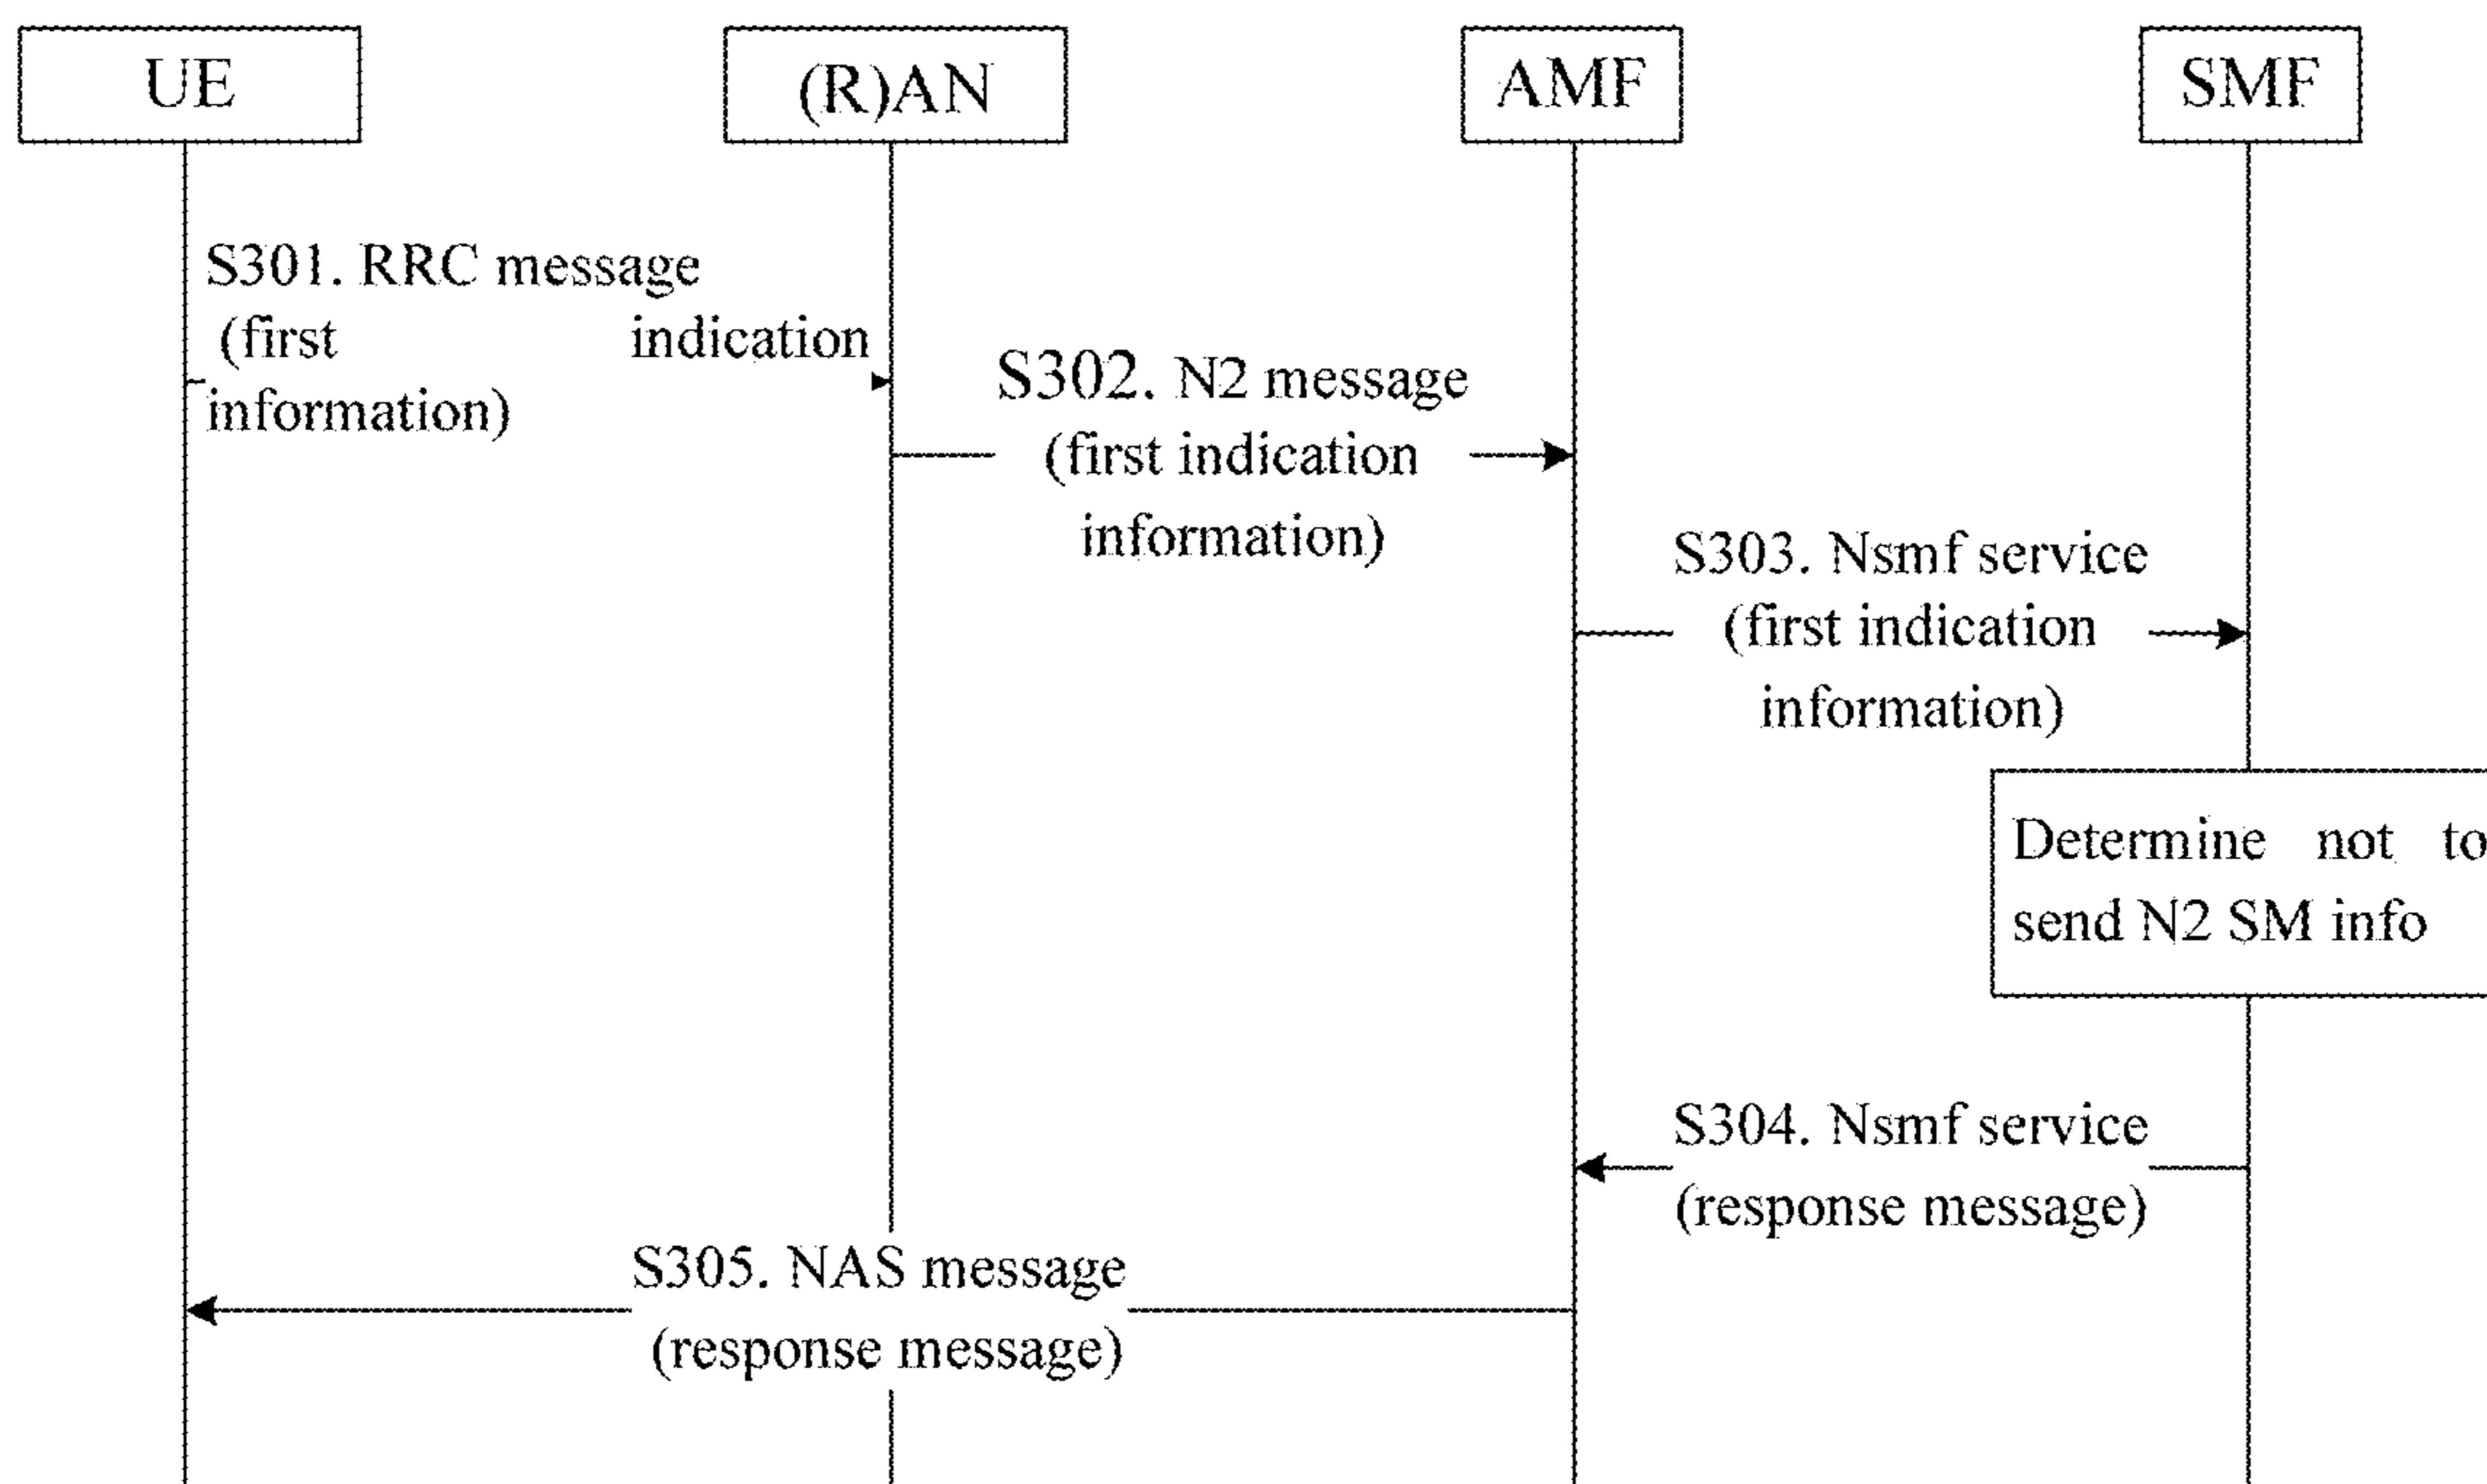 UE
(R)AN
AMF
SMF
S301. RRC message
(first indication
information)
S302. N2 message
(first indication
information)
S303. Nsmf service
(first indication
information)
Determine not to
send N2 SM info
S304. Nsmf service
(response message)
S305. NAS message
(response message)